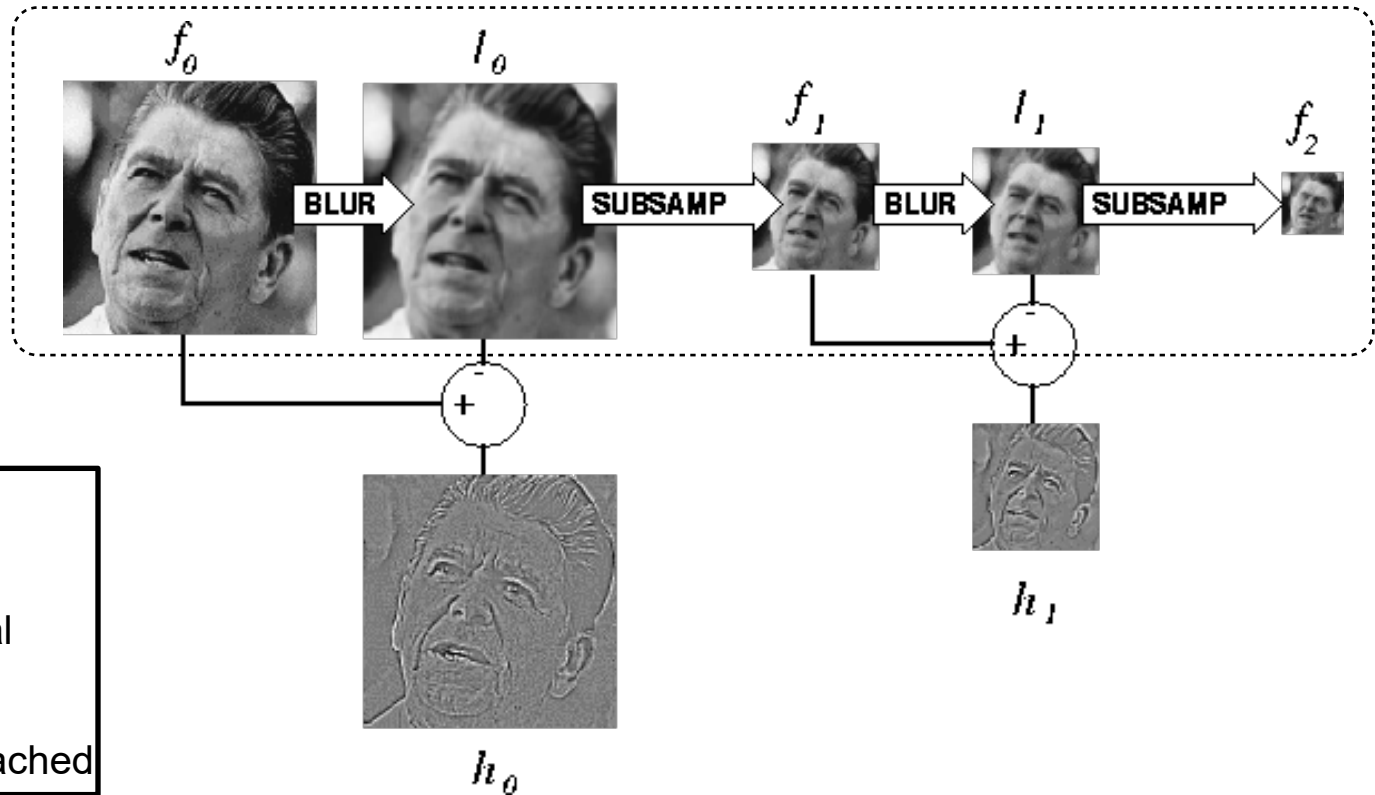 f₀
l₀
f₁
l₁
f₂
BLUR
SUBSAMP
BLUR
SUBSAMP
-
+
-
+
al
ached
h₀
h₁